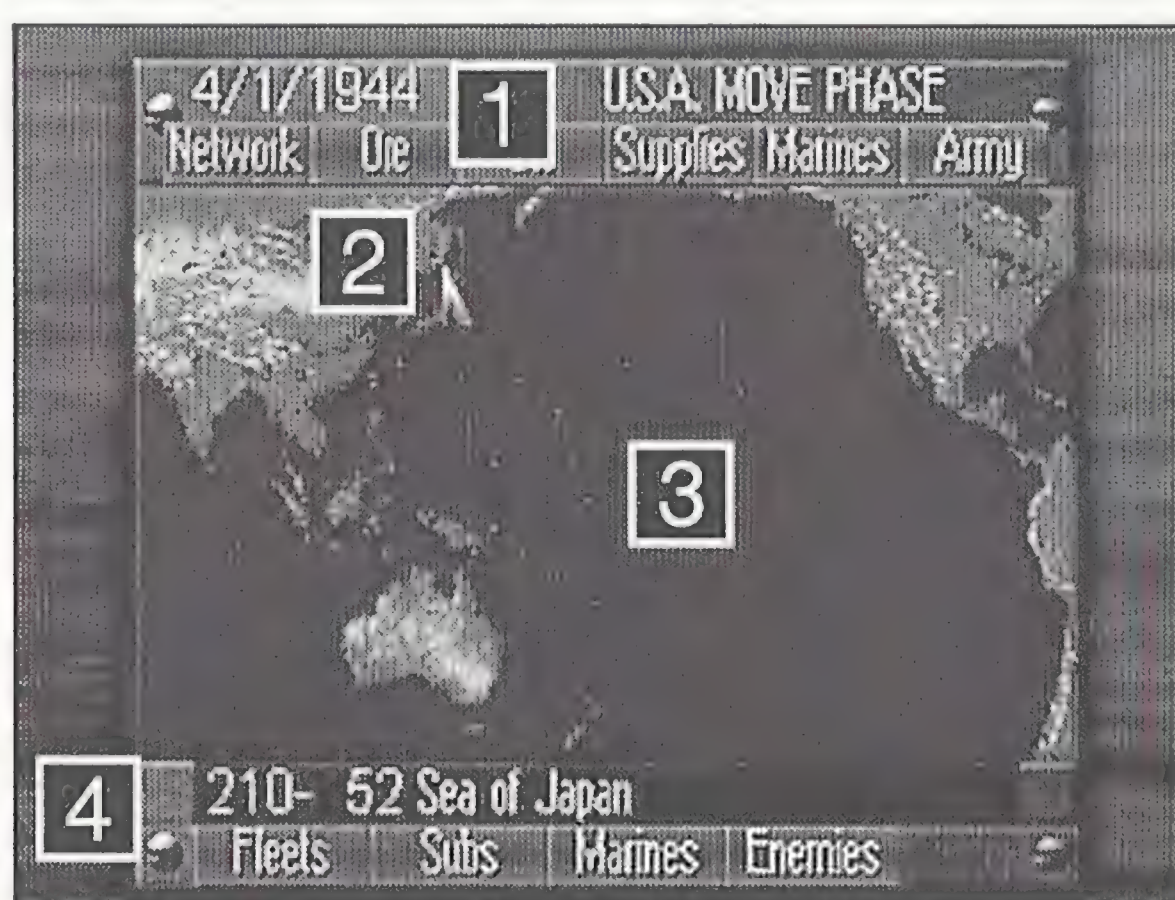 4/1/1944 1 U.S.A. MOVE PHASE
Network Ore Supplies Marines Army
2
3
4 210- 52 Sea of Japan
Fleets Subs Marines Enemies